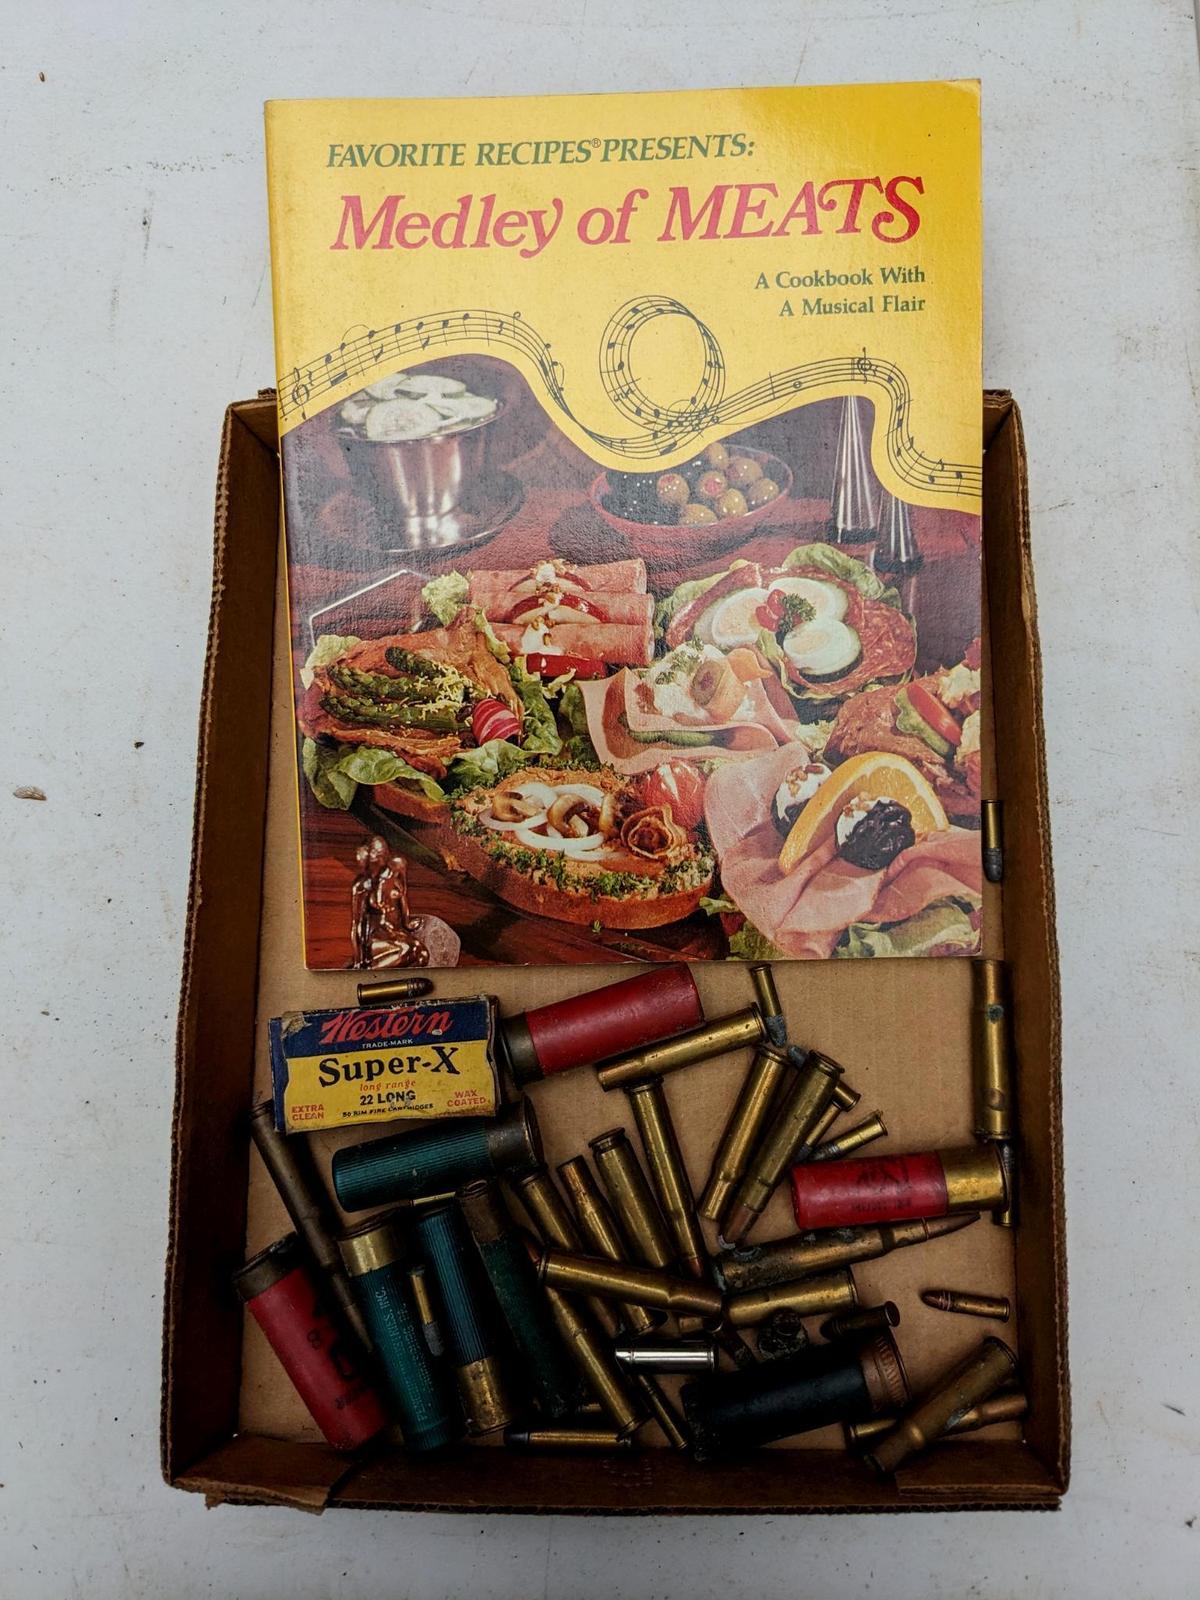 FAVORITE RECIPES® PRESENTS:
Medley of MEATS
A Cookbook With
A Musical Flair
Western
TRADE-MARK
Super-X
long range
22 LONG
EXTRA
CLEAN
WAX
COATED
50 RIM FIRE CARTRIDGES